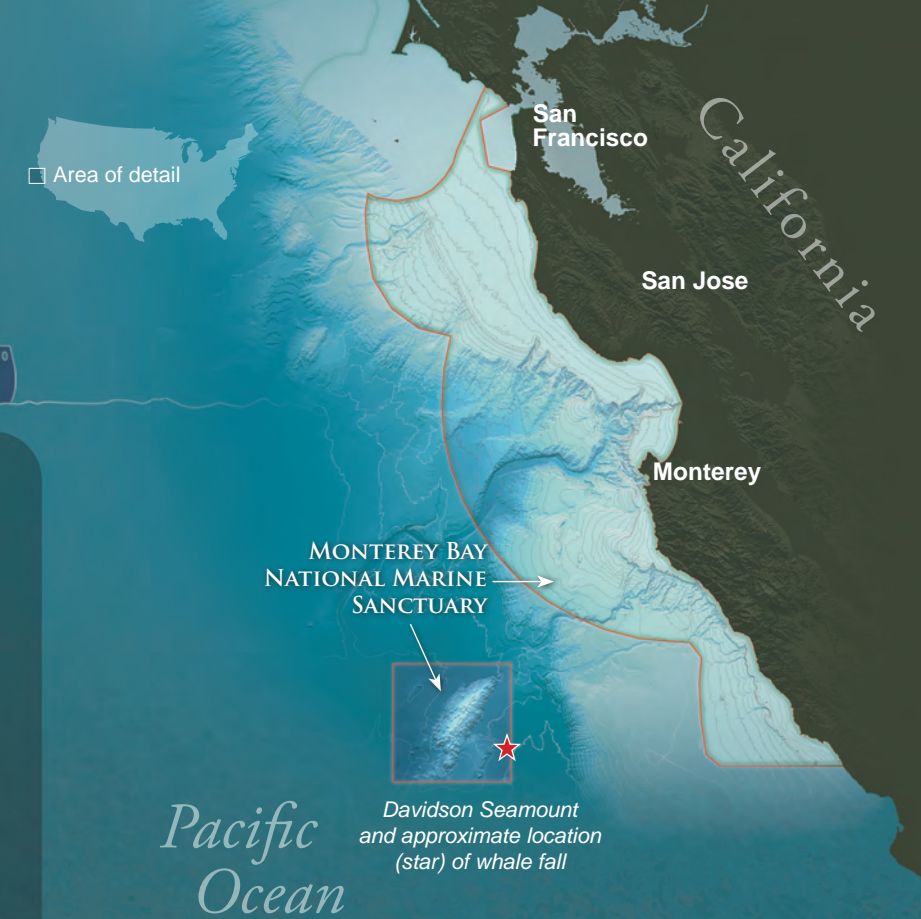 San
Francisco
California
Area of detail
San Jose
Monterey
Monterey Bay
National Marine
Sanctuary
Davidson Seamount
and approximate location
(star) of whale fall
Pacific
Ocean